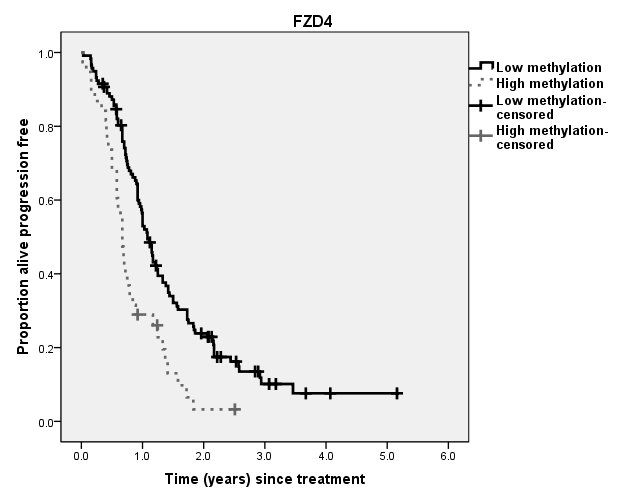 FZD4
1.0
0.8
0.6
0.4
0.2
0.0
Proportion alive progression free
0.0 1.0 2.0 3.0 4.0 5.0 6.0
Time (years) since treatment
Low methylation
High methylation
Low methylation-
censored
High methylation-
censored